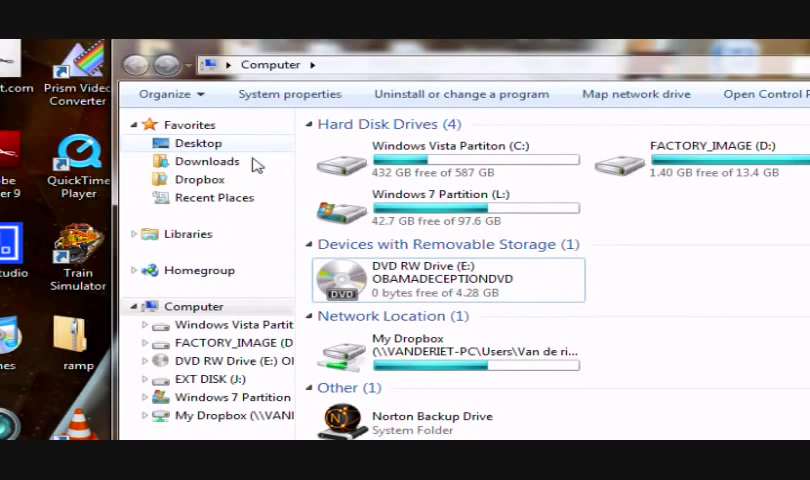 Computer
Organize
System properties
Uninstall or change a program
Map network drive
Open Control
Favorites
Desktop
Downloads
Dropbox
Recent Places
Libraries
Homegroup
Computer
Windows Vista Partit
FACTORY_IMAGE (D:
DVD RW Drive (E:) O
EXT DISK (J:)
Windows 7 Partition
My Dropbox (\\VANI
Hard Disk Drives (4)
Windows Vista Partiton (C:)
432 GB free of 587 GB
FACTORY_IMAGE (D:)
1.40 GB free of 13.4 GB
Windows 7 Partition (L:)
42.7 GB free of 97.6 GB
Devices with Removable Storage (1)
DVD RW Drive (E:)
OBAMADECEPTIONDVD
0 bytes free of 4.28 GB
DVD
Network Location (1)
My Dropbox
(\\VANDERIET-PC\Users\Van de ri...
Other (1)
Norton Backup Drive
System Folder
t.com
Prism Video
Converter
QuickTime
Player
be
er 9
Train
Simulator
tudio
ramp
nes